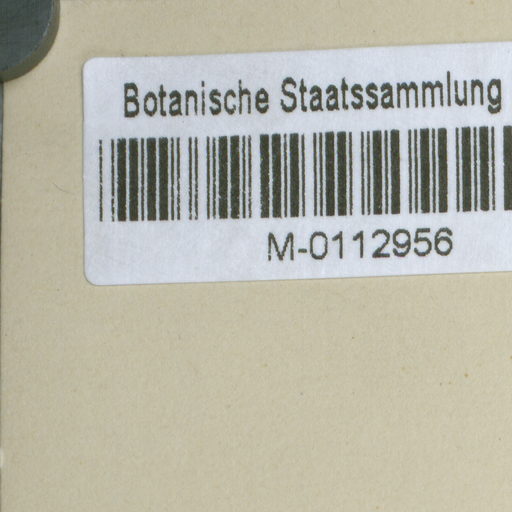 Botanische Staatssammlung
M-0112956